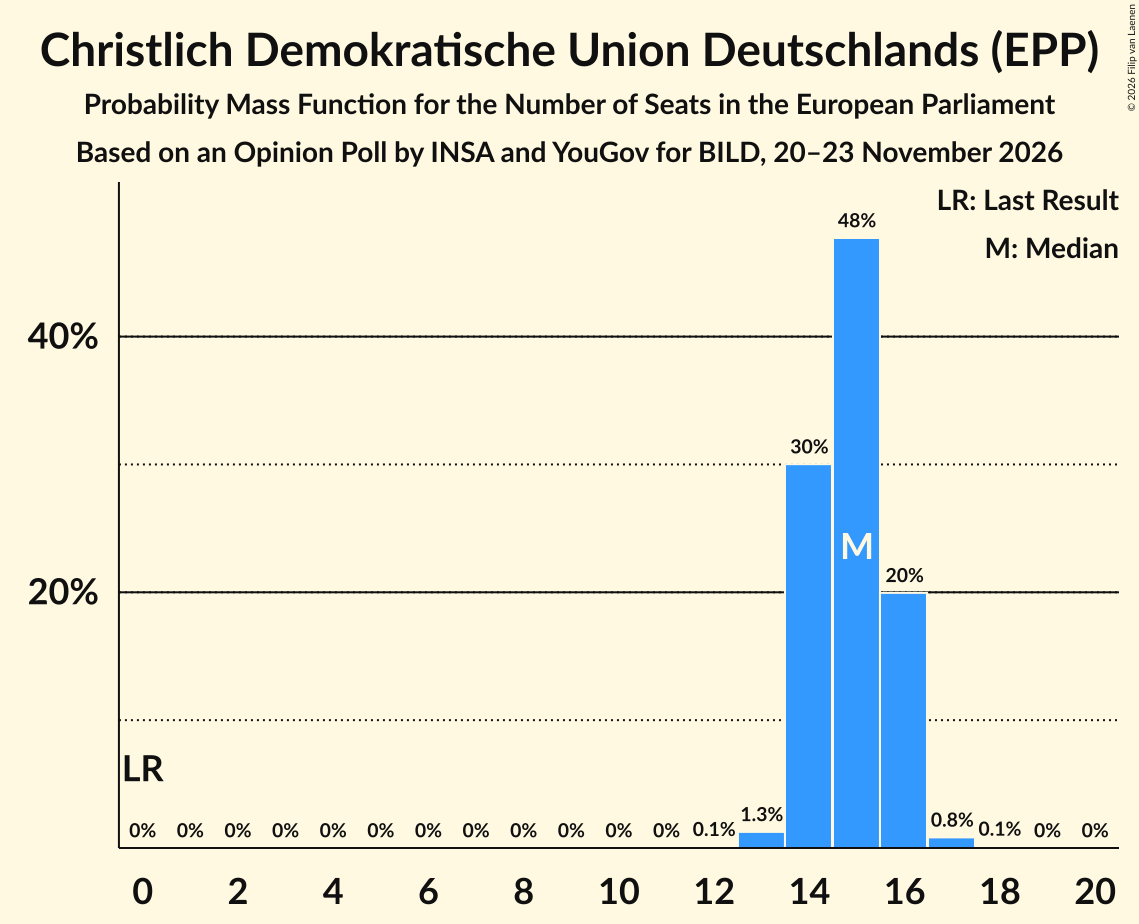 Christlich Demokratische Union Deutschlands (EPP)
Probability Mass Function for the Number of Seats in the European Parliament
Based on an Opinion Poll by INSA and YouGov for BILD, 20–23 November 2026
© 2026 Filip van Laenen
LR: Last Result
M: Median
48%
40%
30%
M
20%
20%
LR
0% 0% 0% 0% 0% 0% 0% 0% 0% 0% 0% 0% 0.1% 1.3% 0.8% 0.1% 0% 0%
0 2 4 6 8 10 12 14 16 18 20